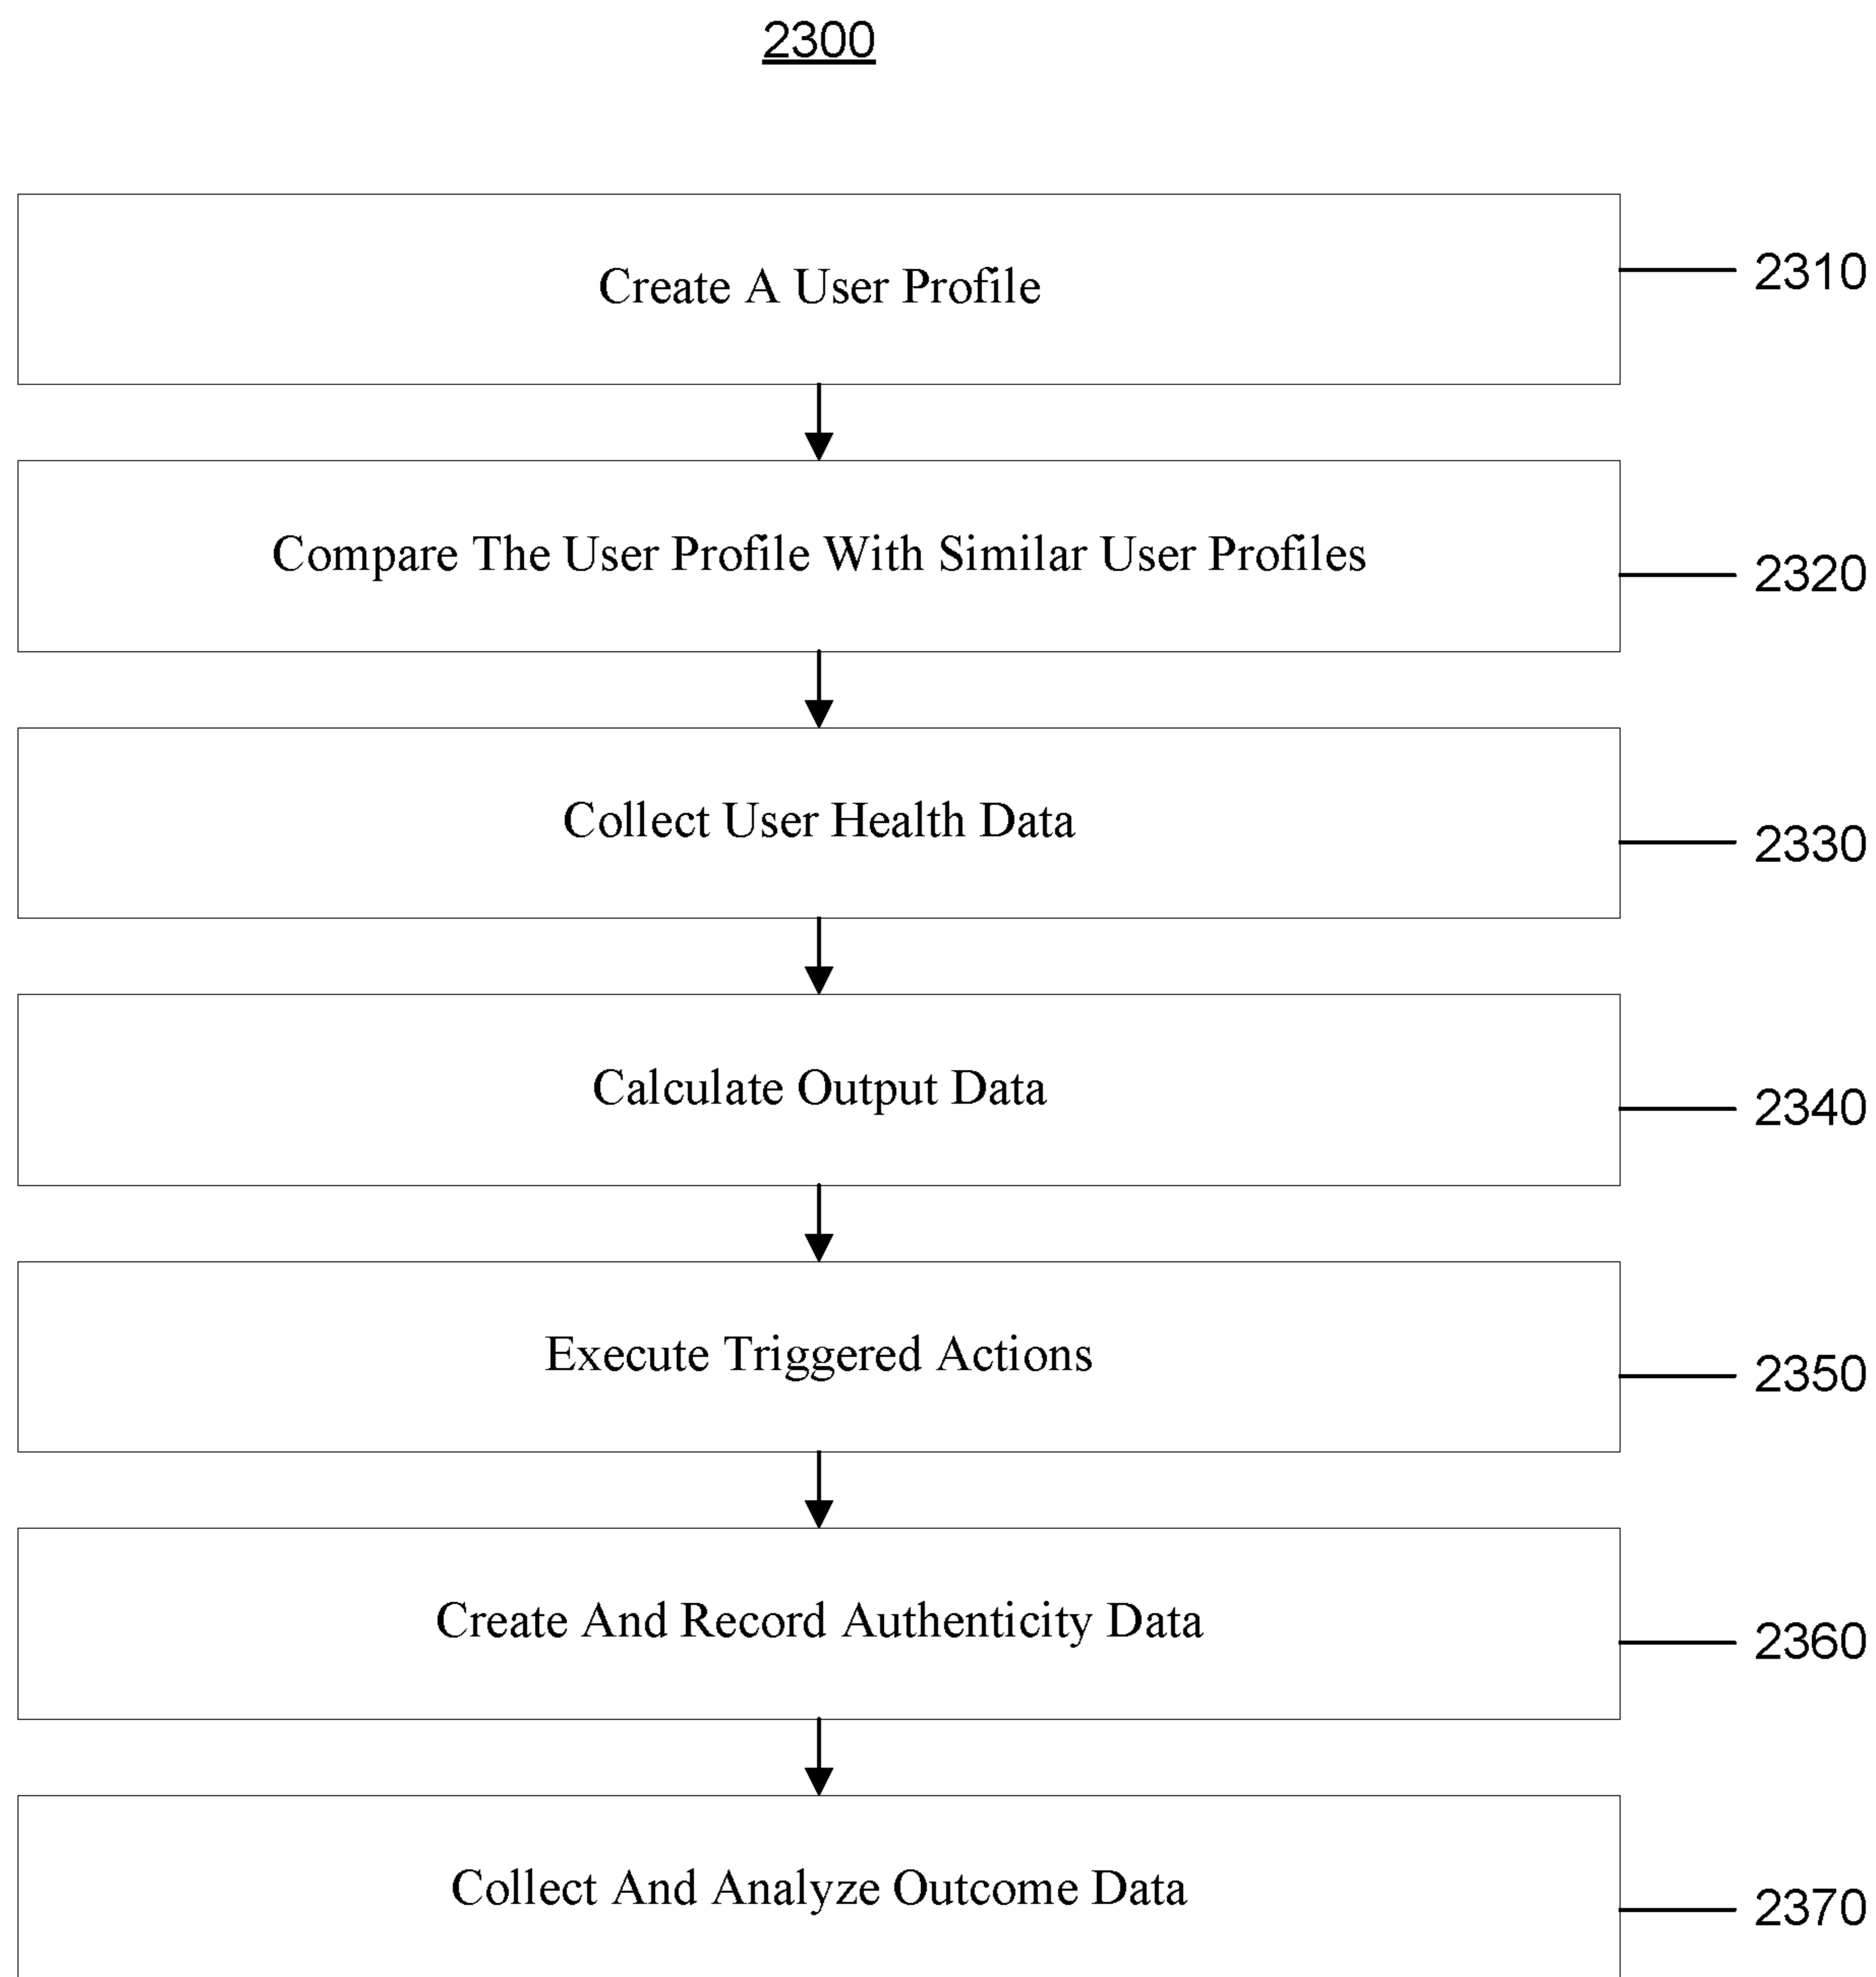 2300
Create A User Profile
2310
Compare The User Profile With Similar User Profiles
2320
Collect User Health Data
2330
Calculate Output Data
2340
Execute Triggered Actions
2350
Create And Record Authenticity Data
2360
Collect And Analyze Outcome Data
2370